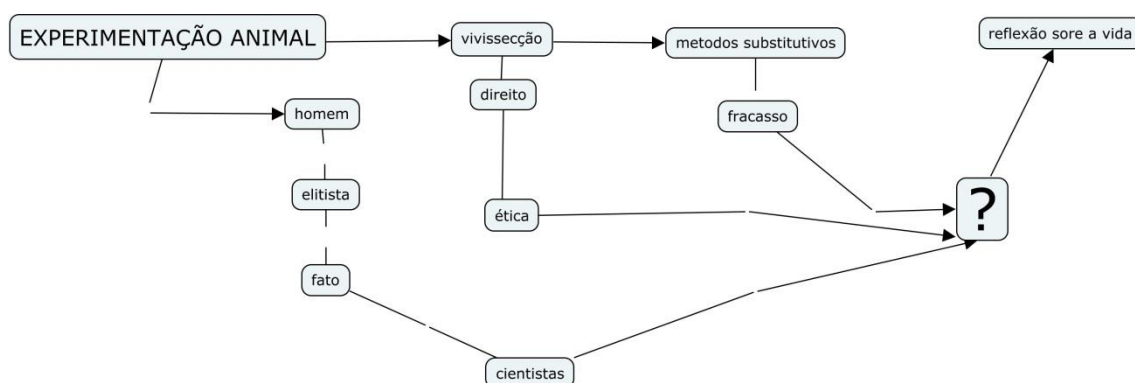 EXPERIMENTAÇÃO ANIMAL
vivissecção
metodos substitutivos
reflexão sore a vida
direito
homem
fracasso
elitista
ética
?
fato
cientistas